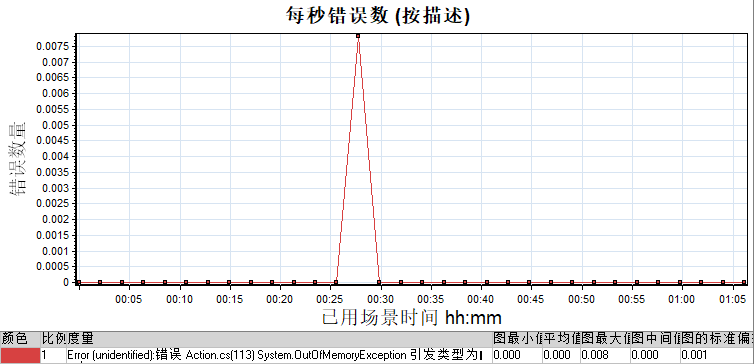 每秒错误数 (按描述)
0.0075
0.007
0.0065
0.006
0.0055
0.005
0.0045
0.004
0.0035
0.003
0.0025
0.002
0.0015
0.001
0.0005
0
错误数量
00:05 00:10 00:15 00:20 00:25 00:30 00:35 00:40 00:45 00:50 00:55 01:00 01:05
已用场景时间 hh:mm
颜色 比例 度量 图最小值 平均值 图最大值 图中间值 图的标准偏
1 Error (unidentified):错误 Action.cs(113) System.OutOfMemoryException 引发类型为 0.000 0.000 0.008 0.000 0.001